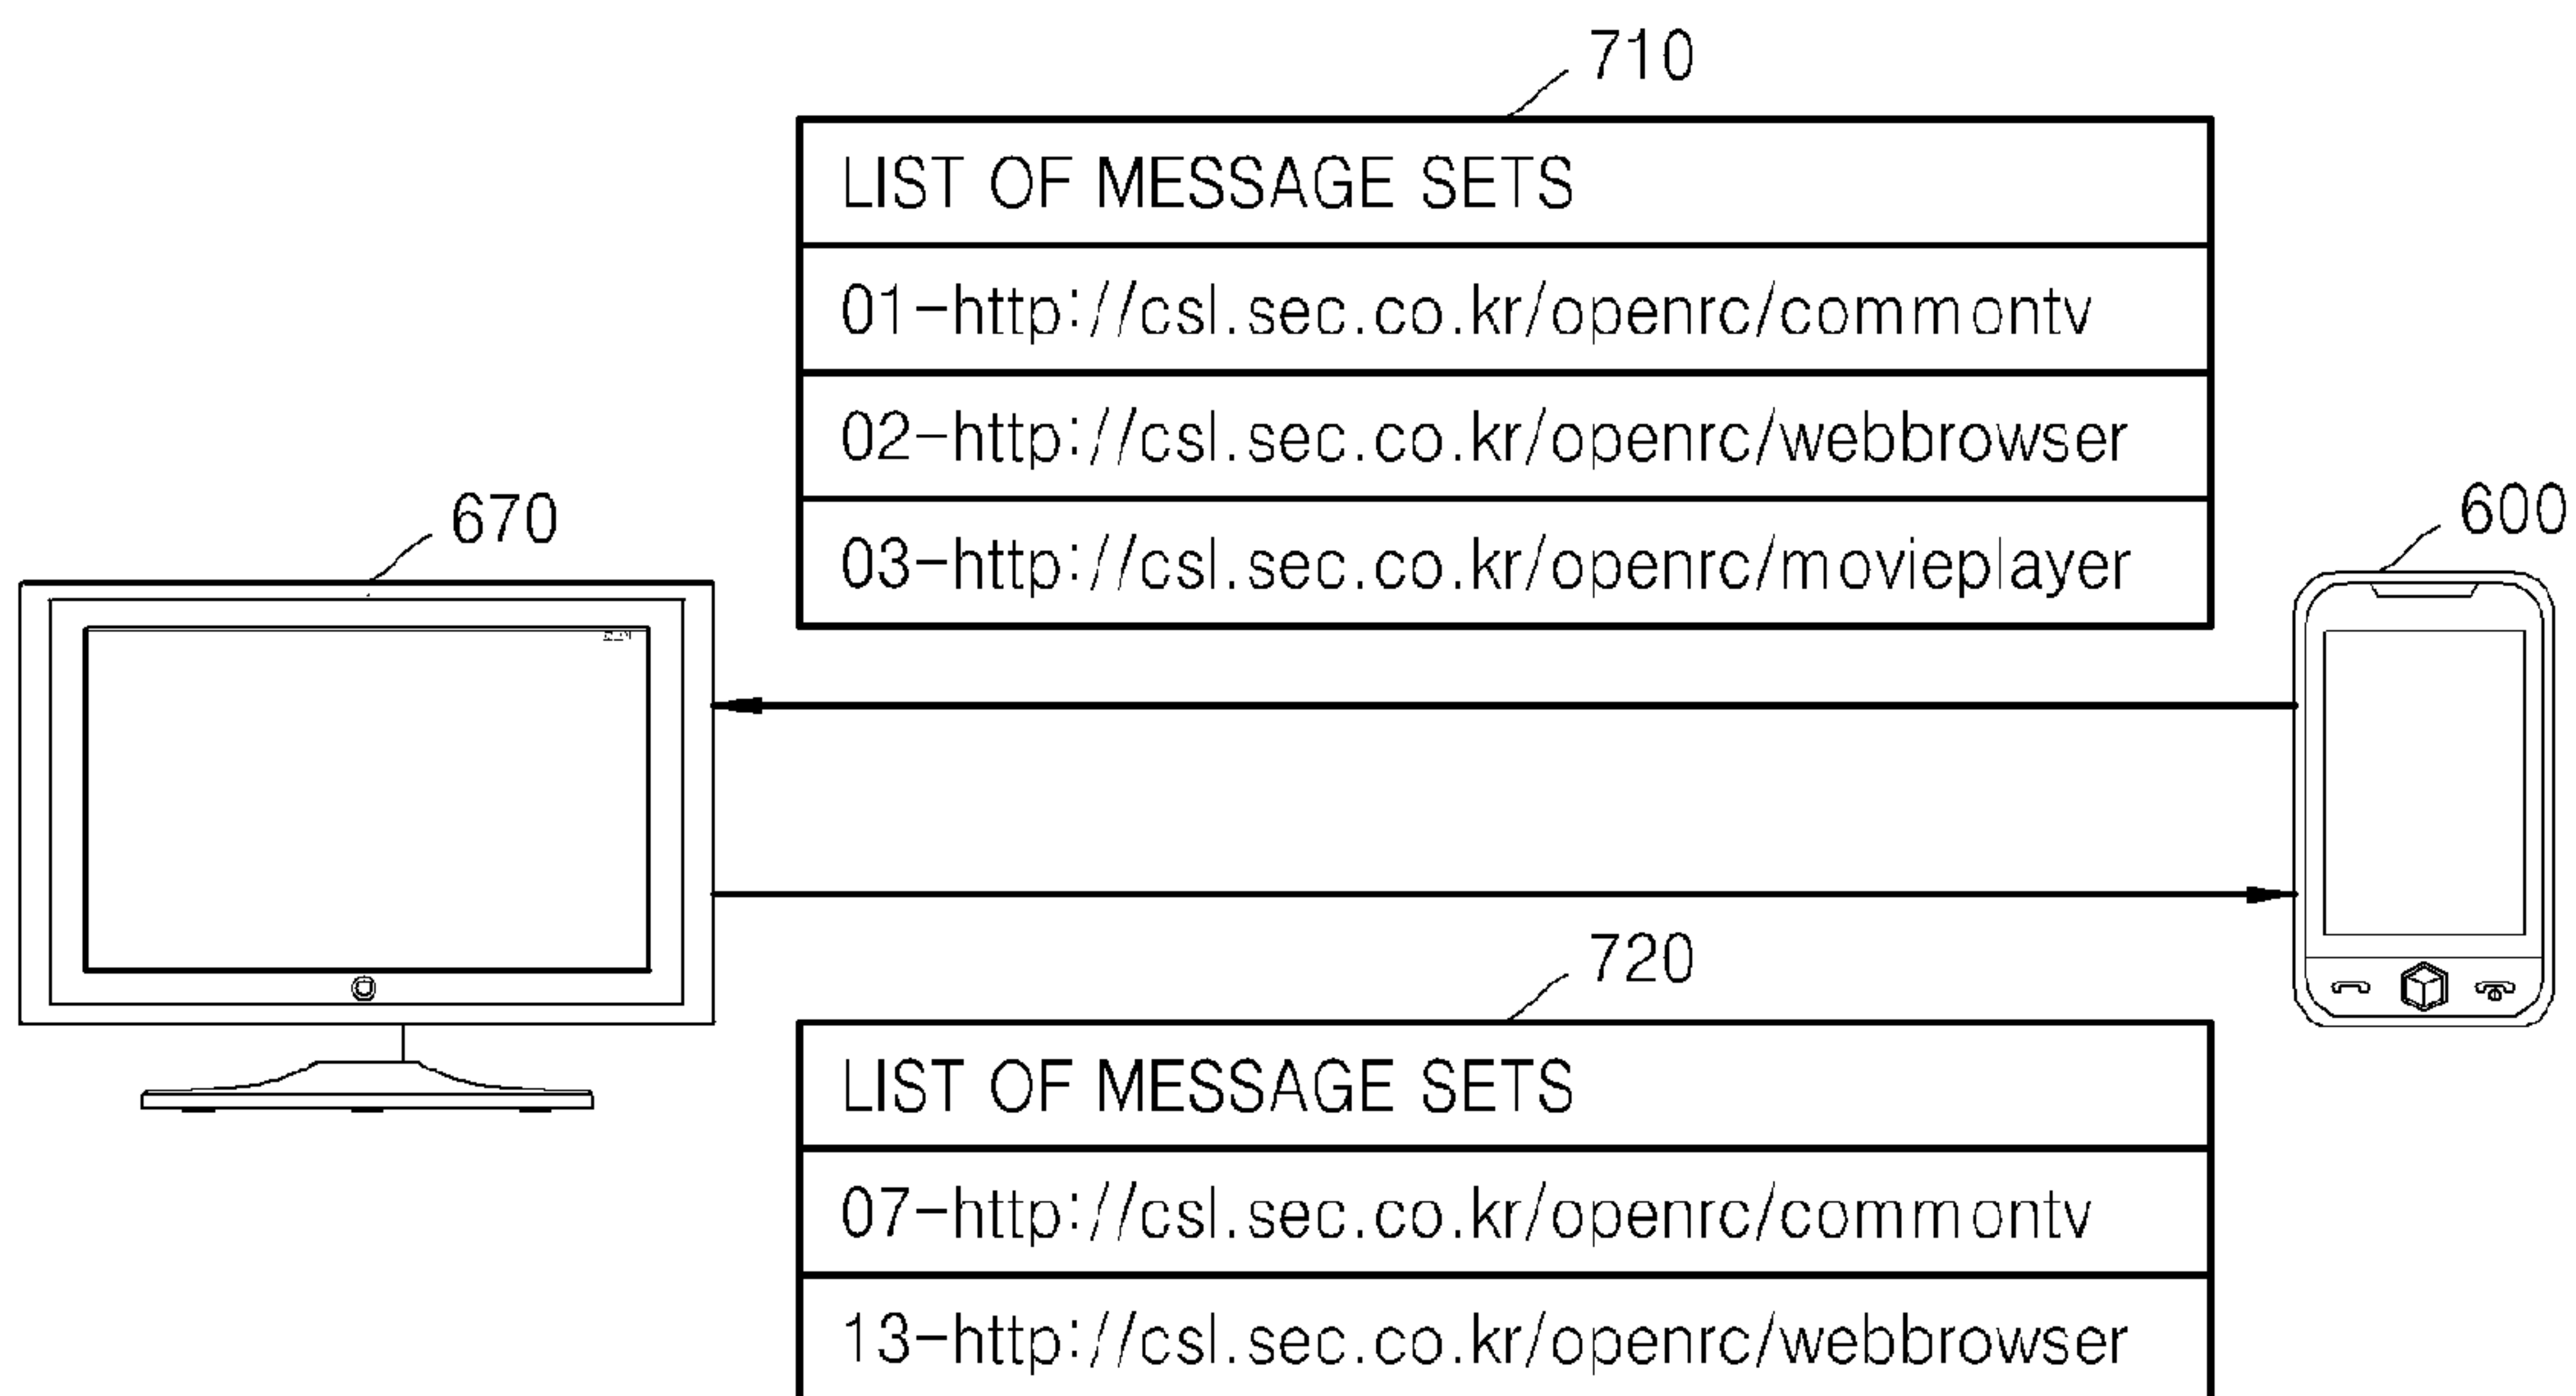 710
LIST OF MESSAGE SETS
01-http://csl.sec.co.kr/openrc/commontv
02-http://csl.sec.co.kr/openrc/webbrowser
03-http://csl.sec.co.kr/openrc/movieplayer
670
600
720
LIST OF MESSAGE SETS
07-http://csl.sec.co.kr/openrc/commontv
13-http://csl.sec.co.kr/openrc/webbrowser